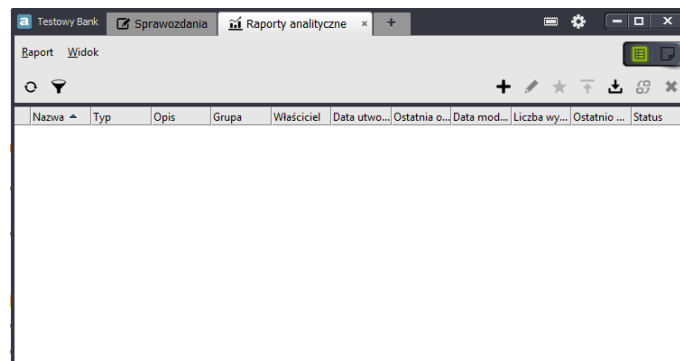 a Testowy Bank Sprawozdania Raporty analityczne × +
Raport Widok
Nazwa Typ Opis Grupa Właściciel Data utwo... Ostatnia o... Data mod... Liczba wy... Ostatnio ... Status